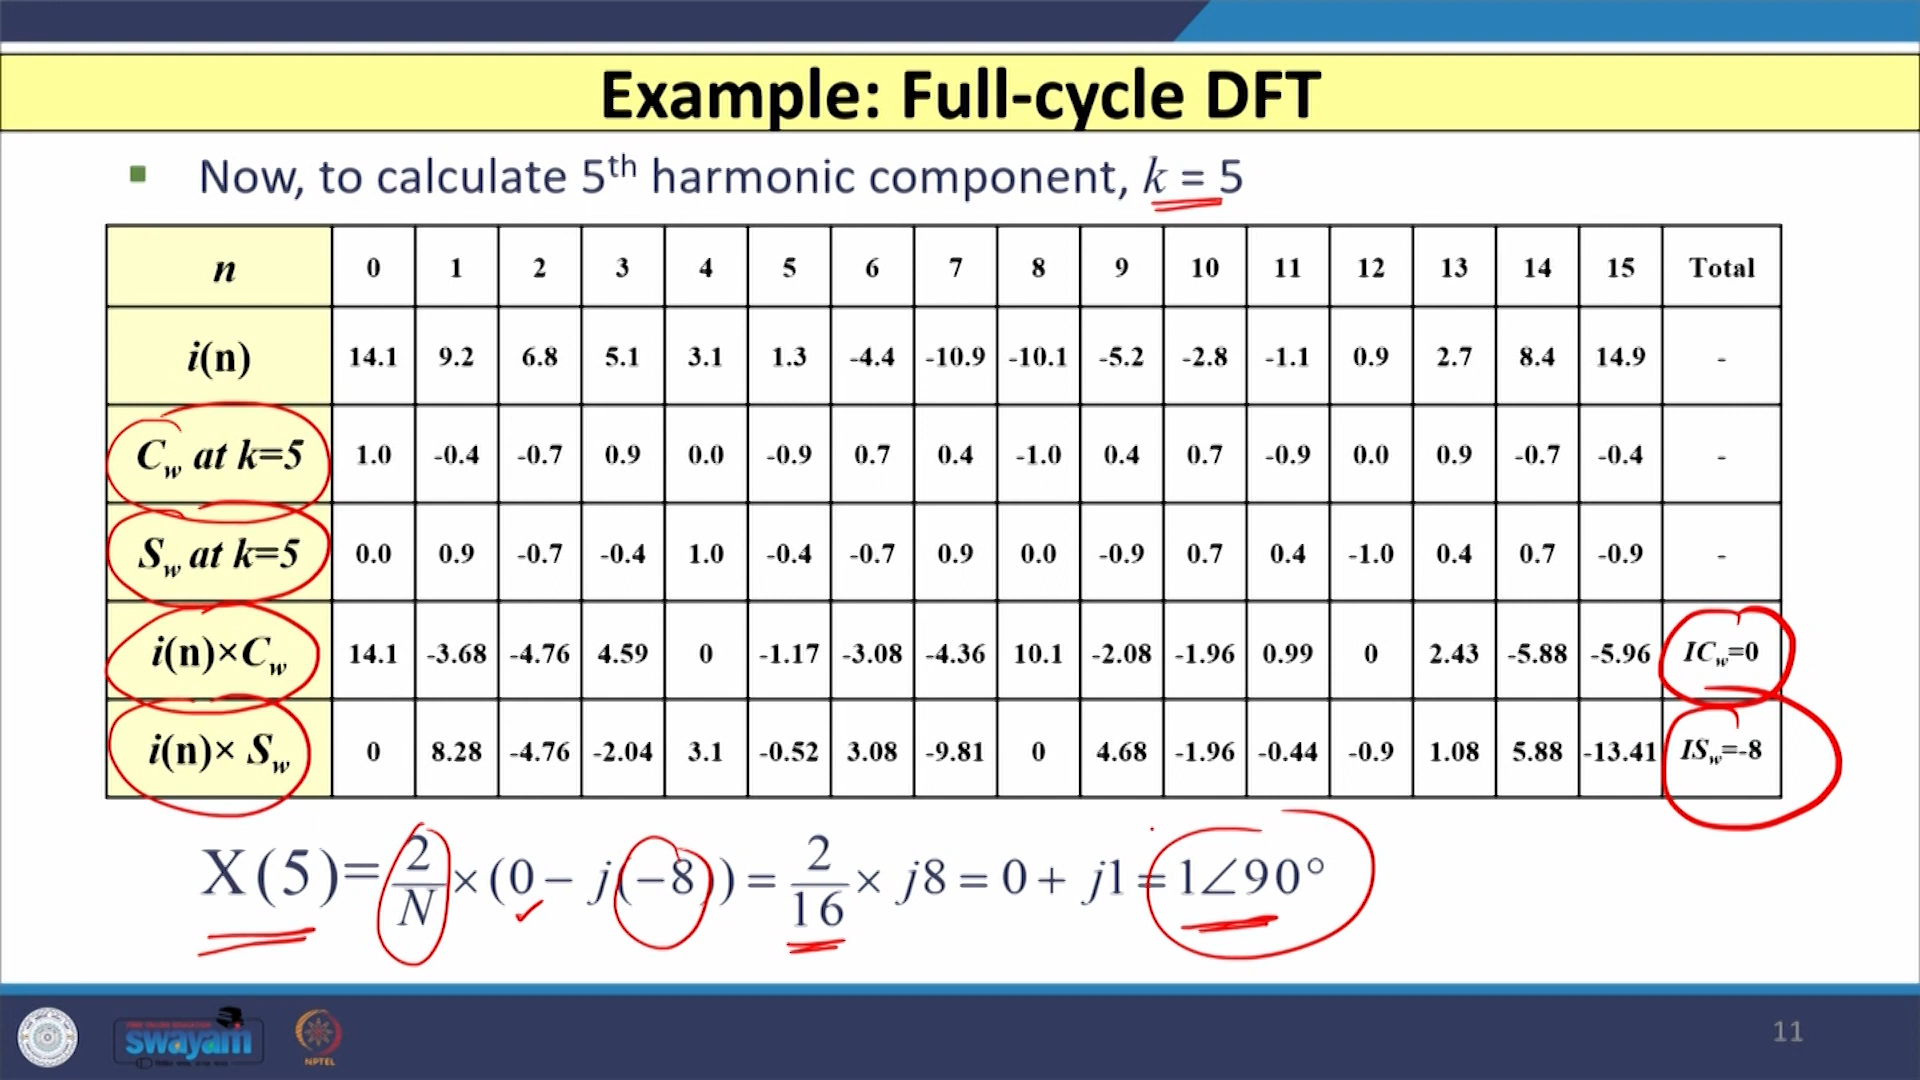 Example: Full-cycle DFT
▪ Now, to calculate 5th harmonic component, k = 5
n 0 1 2 3 4 5 6 7 8 9 10 11 12 13 14 15 Total
i(n) 14.1 9.2 6.8 5.1 3.1 1.3 -4.4 -10.9 -10.1 -5.2 -2.8 -1.1 0.9 2.7 8.4 14.9 -
Cw at k=5 1.0 -0.4 -0.7 0.9 0.0 -0.9 0.7 0.4 -1.0 0.4 0.7 -0.9 0.0 0.9 -0.7 -0.4 -
Sw at k=5 0.0 0.9 -0.7 -0.4 1.0 -0.4 -0.7 0.9 0.0 -0.9 0.7 0.4 -1.0 0.4 0.7 -0.9 -
i(n)×Cw 14.1 -3.68 -4.76 4.59 0 -1.17 -3.08 -4.36 10.1 -2.08 -1.96 0.99 0 2.43 -5.88 -5.96 ICw=0
i(n)× Sw 0 8.28 -4.76 -2.04 3.1 -0.52 3.08 -9.81 0 4.68 -1.96 -0.44 -0.9 1.08 5.88 -13.41 ISw=-8
X(5)= 2/N ×(0− j(−8)) = 2/16 × j8 = 0 + j1 = 1∠90°
swayam
NPTEL
11